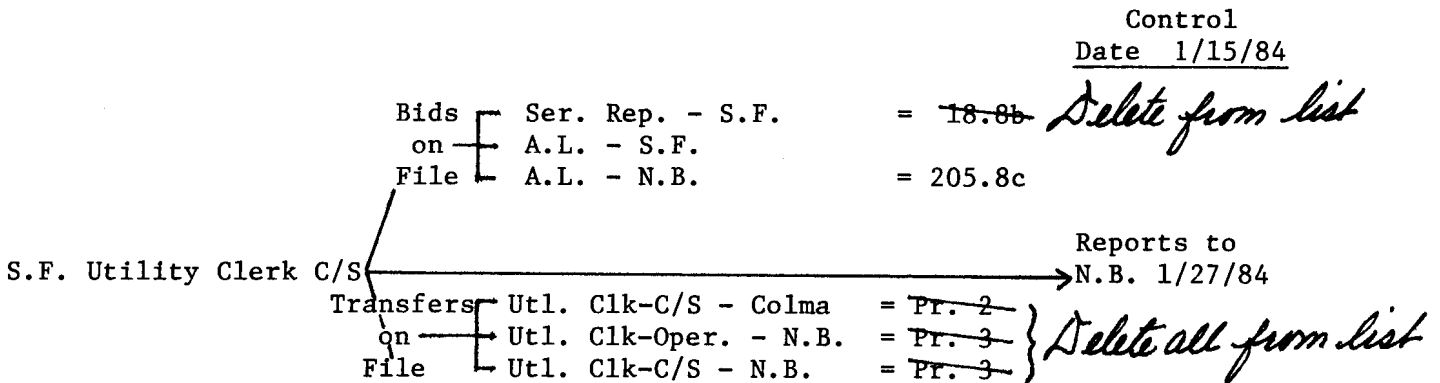 Control
Date 1/15/84
Bids Ser. Rep. - S.F. = 18.8b Delete from list
on A.L. - S.F.
File A.L. - N.B. = 205.8c
Reports to
S.F. Utility Clerk C/S N.B. 1/27/84
Transfers Utl. Clk-C/S - Colma = Pr. 2
on Utl. Clk-Oper. - N.B. = Pr. 3 Delete all from list
File Utl. Clk-C/S - N.B. = Pr. 3